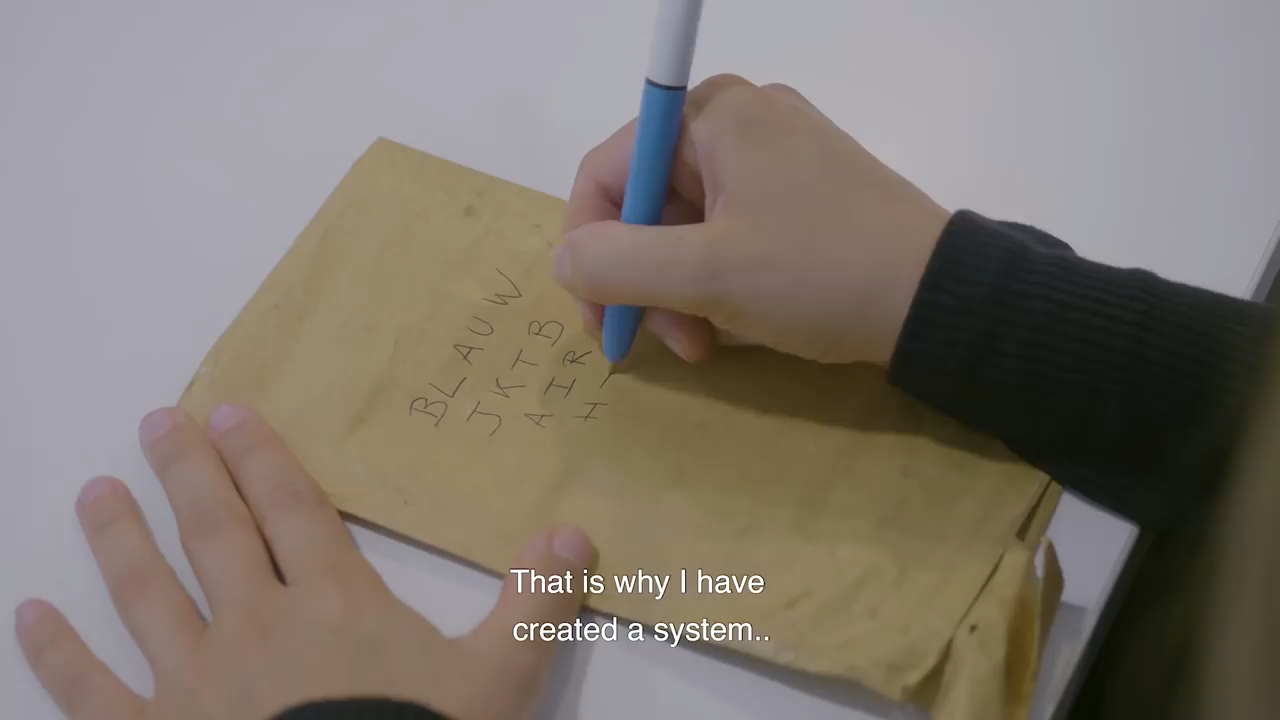 BLAUW
JKTB
AIR
H
That is why I have
created a system..